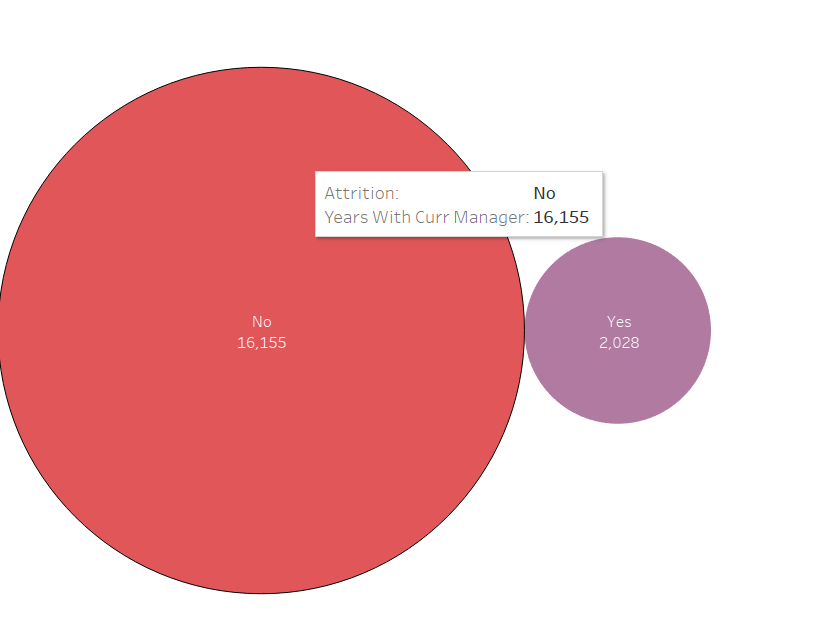 Attrition: No
Years With Curr Manager: 16,155
No
16,155
Yes
2,028